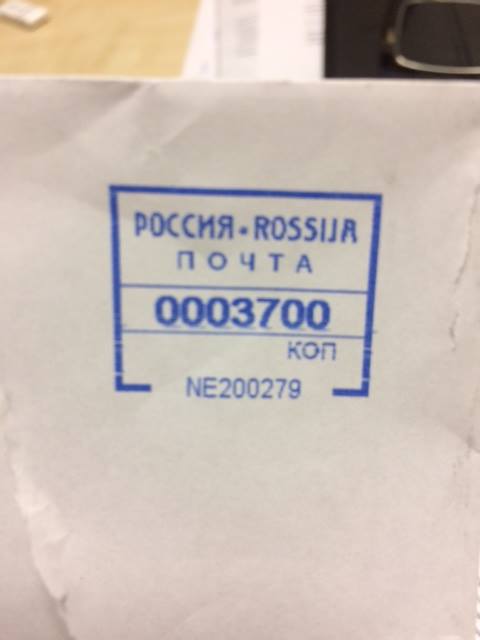 РОССИЯ • ROSSIJA
ПОЧТА
0003700
КОП
NE200279